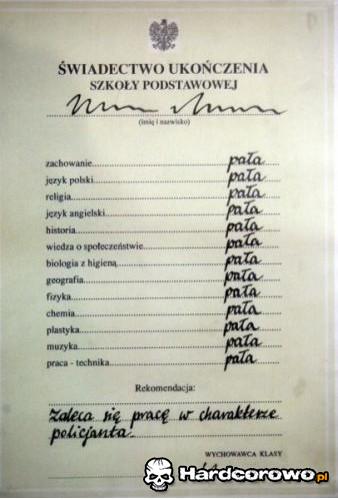 ŚWIADECTWO UKOŃCZENIA
SZKOŁY PODSTAWOWEJ
(imię i nazwisko)
zachowanie pała
język polski pała
religia pała
język angielski pała
historia pała
wiedza o społeczeństwie pała
biologia z higieną pała
geografia pała
fizyka pała
chemia pała
plastyka pała
muzyka pała
praca - technika pała
Rekomendacja:
zaleca się pracę w charakterze
policjanta
WYCHOWAWCA KLASY
Hardcorowo.pl